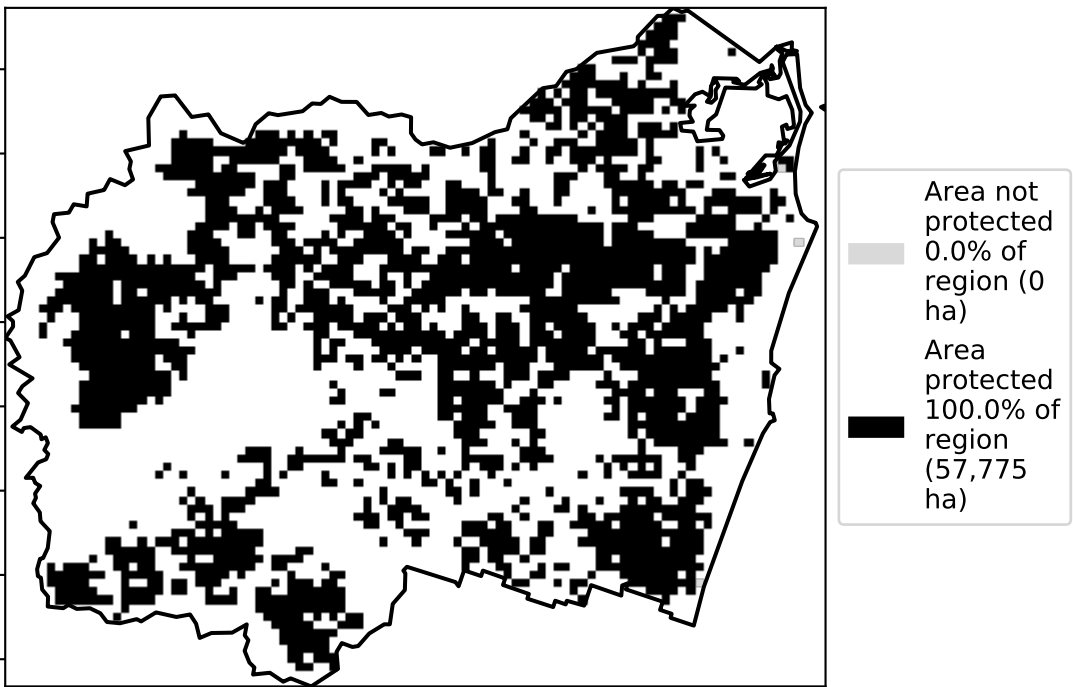 Area not
protected
0.0% of
region (0
ha)
Area
protected
100.0% of
region
(57,775
ha)